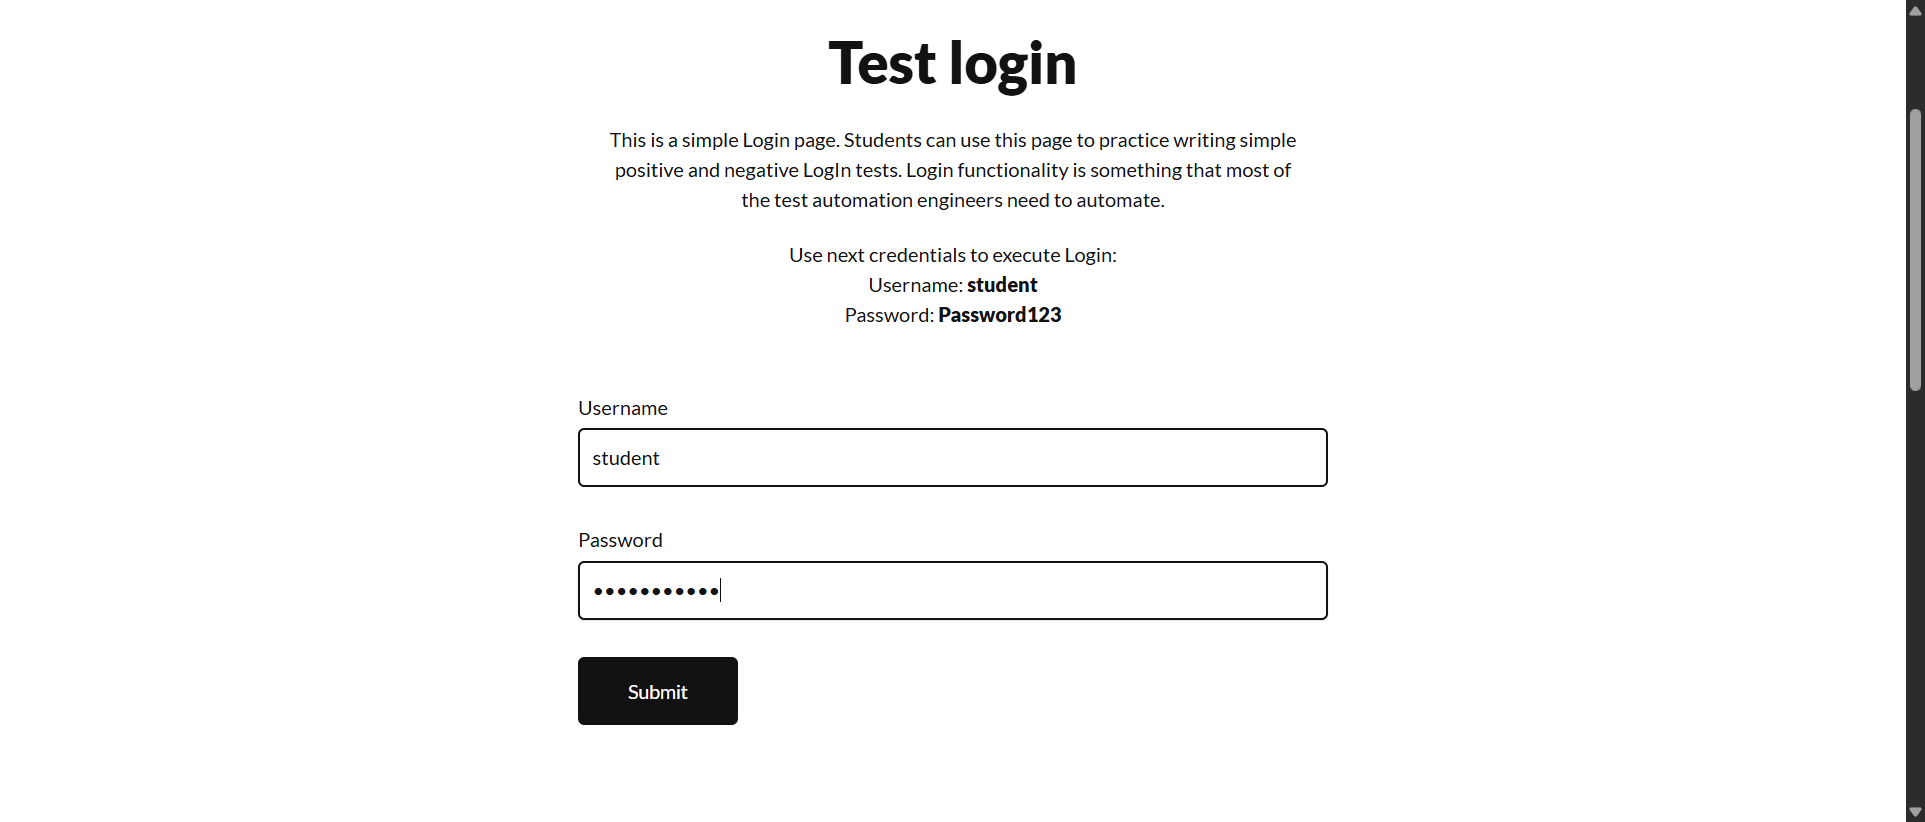 Test login
This is a simple Login page. Students can use this page to practice writing simple
positive and negative LogIn tests. Login functionality is something that most of
the test automation engineers need to automate.
Use next credentials to execute Login:
Username: student
Password: Password123
Username
student
Password
•••••••••••
Submit